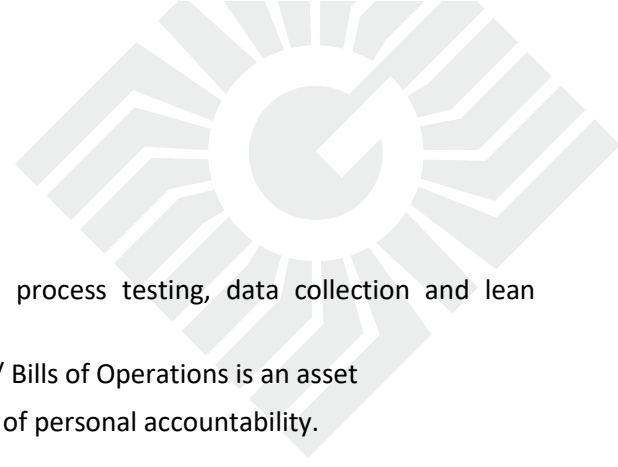 process testing, data collection and lean
/ Bills of Operations is an asset
of personal accountability.